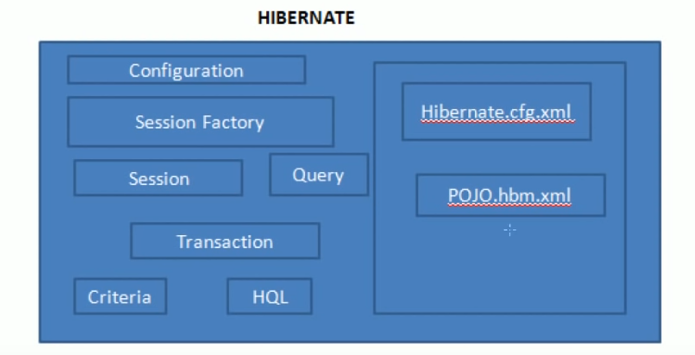 HIBERNATE
Configuration
Session Factory
Session
Query
Transaction
Criteria
HQL
Hibernate.cfg.xml
POJO.hbm.xml